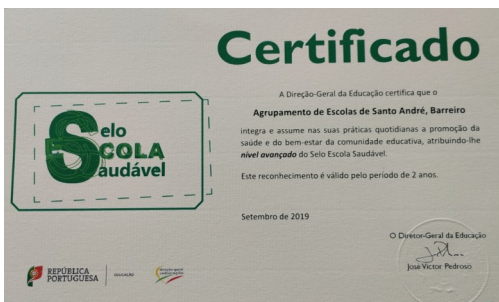 Certificado
A Direção-Geral da Educação certifica que o
Agrupamento de Escolas de Santo André, Barreiro
integra e assume nas suas práticas quotidianas a promoção da
saúde e do bem-estar da comunidade educativa, atribuindo-lhe
nível avançado do Selo Escola Saudável.
Este reconhecimento é válido pelo período de 2 anos.
Setembro de 2019
O Diretor-Geral da Educação
José Victor Pedroso
Selo
ESCOLA
Saudável
REPÚBLICA
PORTUGUESA
EDUCAÇÃO